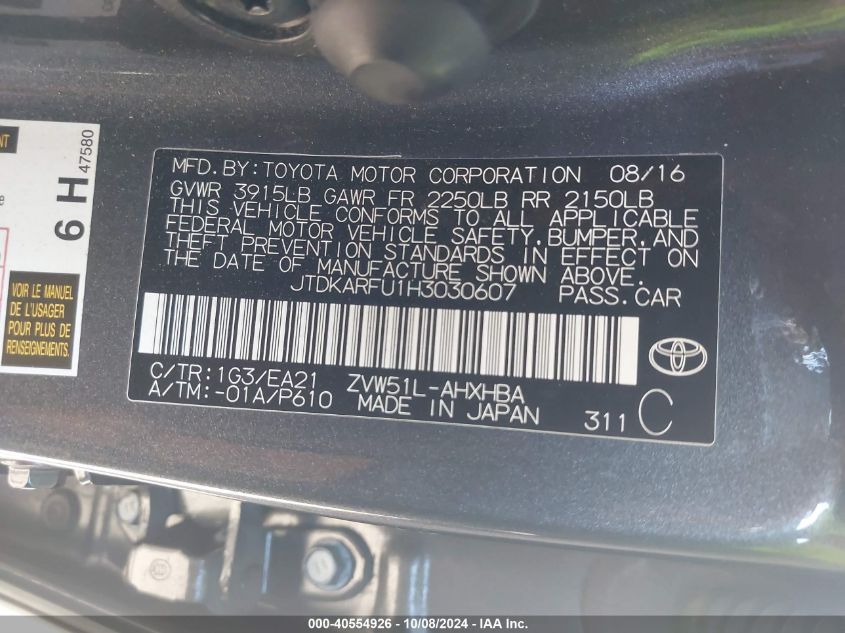 NT
6 H
47580
VOIR LE MANUEL
DE L'USAGER
POUR PLUS DE
RENSEIGNEMENTS.
MFD.BY:TOYOTA MOTOR CORPORATION 08/16
GVWR 3915LB GAWR FR 2250LB RR 2150LB
THIS VEHICLE CONFORMS TO ALL APPLICABLE
FEDERAL MOTOR VEHICLE SAFETY,BUMPER,AND
THEFT PREVENTION STANDARDS IN EFFECT ON
THE DATE OF MANUFACTURE SHOWN ABOVE.
JTDKARFU1H3030607 PASS.CAR
C/TR:1G3/EA21 ZVW51L-AHXHBA
A/TM:-01A/P610 MADE IN JAPAN 311 C
000-40554926 - 10/08/2024 - Copyright IAA, Inc.